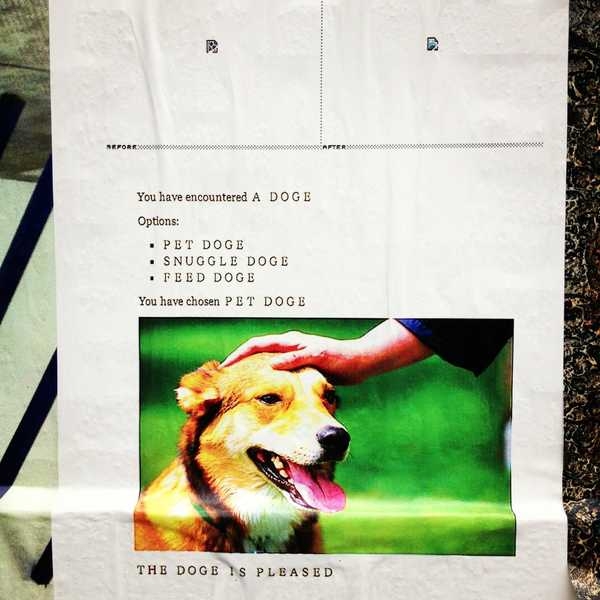 BEFORE
AFTER
You have encountered A DOGE
Options:
PET DOGE
SNUGGLE DOGE
FEED DOGE
You have chosen PET DOGE
THE DOGE IS PLEASED